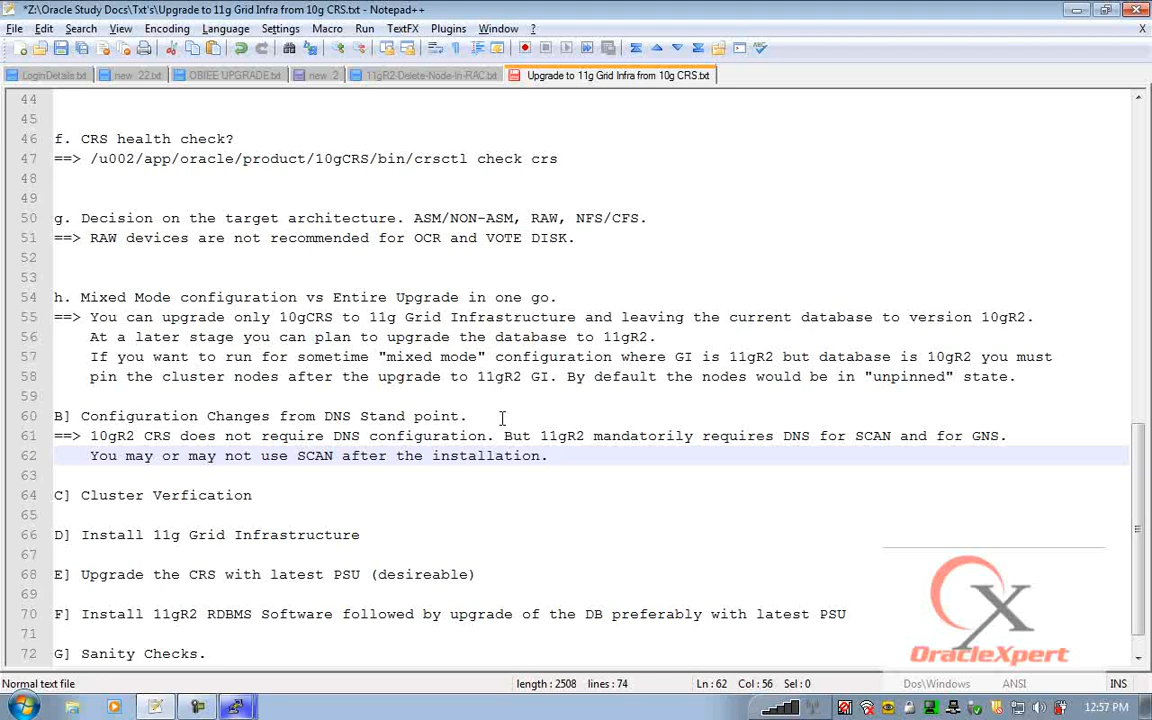 *Z:\Oracle Study Docs\Txt's\Upgrade to 11g Grid Infra from 10g CRS.txt - Notepad++
File Edit Search View Encoding Language Settings Macro Run TextFX Plugins Window ? X
LoginDetails.txt new 22.txt OBIEE UPGRADE.txt new 2 11gR2-Delete-Node-In-RAC.txt Upgrade to 11g Grid Infra from 10g CRS.txt
44
45
46 f. CRS health check?
47 ==> /u002/app/oracle/product/10gCRS/bin/crsctl check crs
48
49
50 g. Decision on the target architecture. ASM/NON-ASM, RAW, NFS/CFS.
51 ==> RAW devices are not recommended for OCR and VOTE DISK.
52
53
54 h. Mixed Mode configuration vs Entire Upgrade in one go.
55 ==> You can upgrade only 10gCRS to 11g Grid Infrastructure and leaving the current database to version 10gR2.
56 At a later stage you can plan to upgrade the database to 11gR2.
57 If you want to run for sometime "mixed mode" configuration where GI is 11gR2 but database is 10gR2 you must
58 pin the cluster nodes after the upgrade to 11gR2 GI. By default the nodes would be in "unpinned" state.
59
60 B] Configuration Changes from DNS Stand point.
61 ==> 10gR2 CRS does not require DNS configuration. But 11gR2 mandatorily requires DNS for SCAN and for GNS.
62 You may or may not use SCAN after the installation.
63
64 C] Cluster Verfication
65
66 D] Install 11g Grid Infrastructure
67
68 E] Upgrade the CRS with latest PSU (desireable)
69
70 F] Install 11gR2 RDBMS Software followed by upgrade of the DB preferably with latest PSU
71
72 G] Sanity Checks.
OracleXpert
Normal text file length : 2508 lines : 74 Ln : 62 Col : 56 Sel : 0 Dos\Windows ANSI INS
12:57 PM